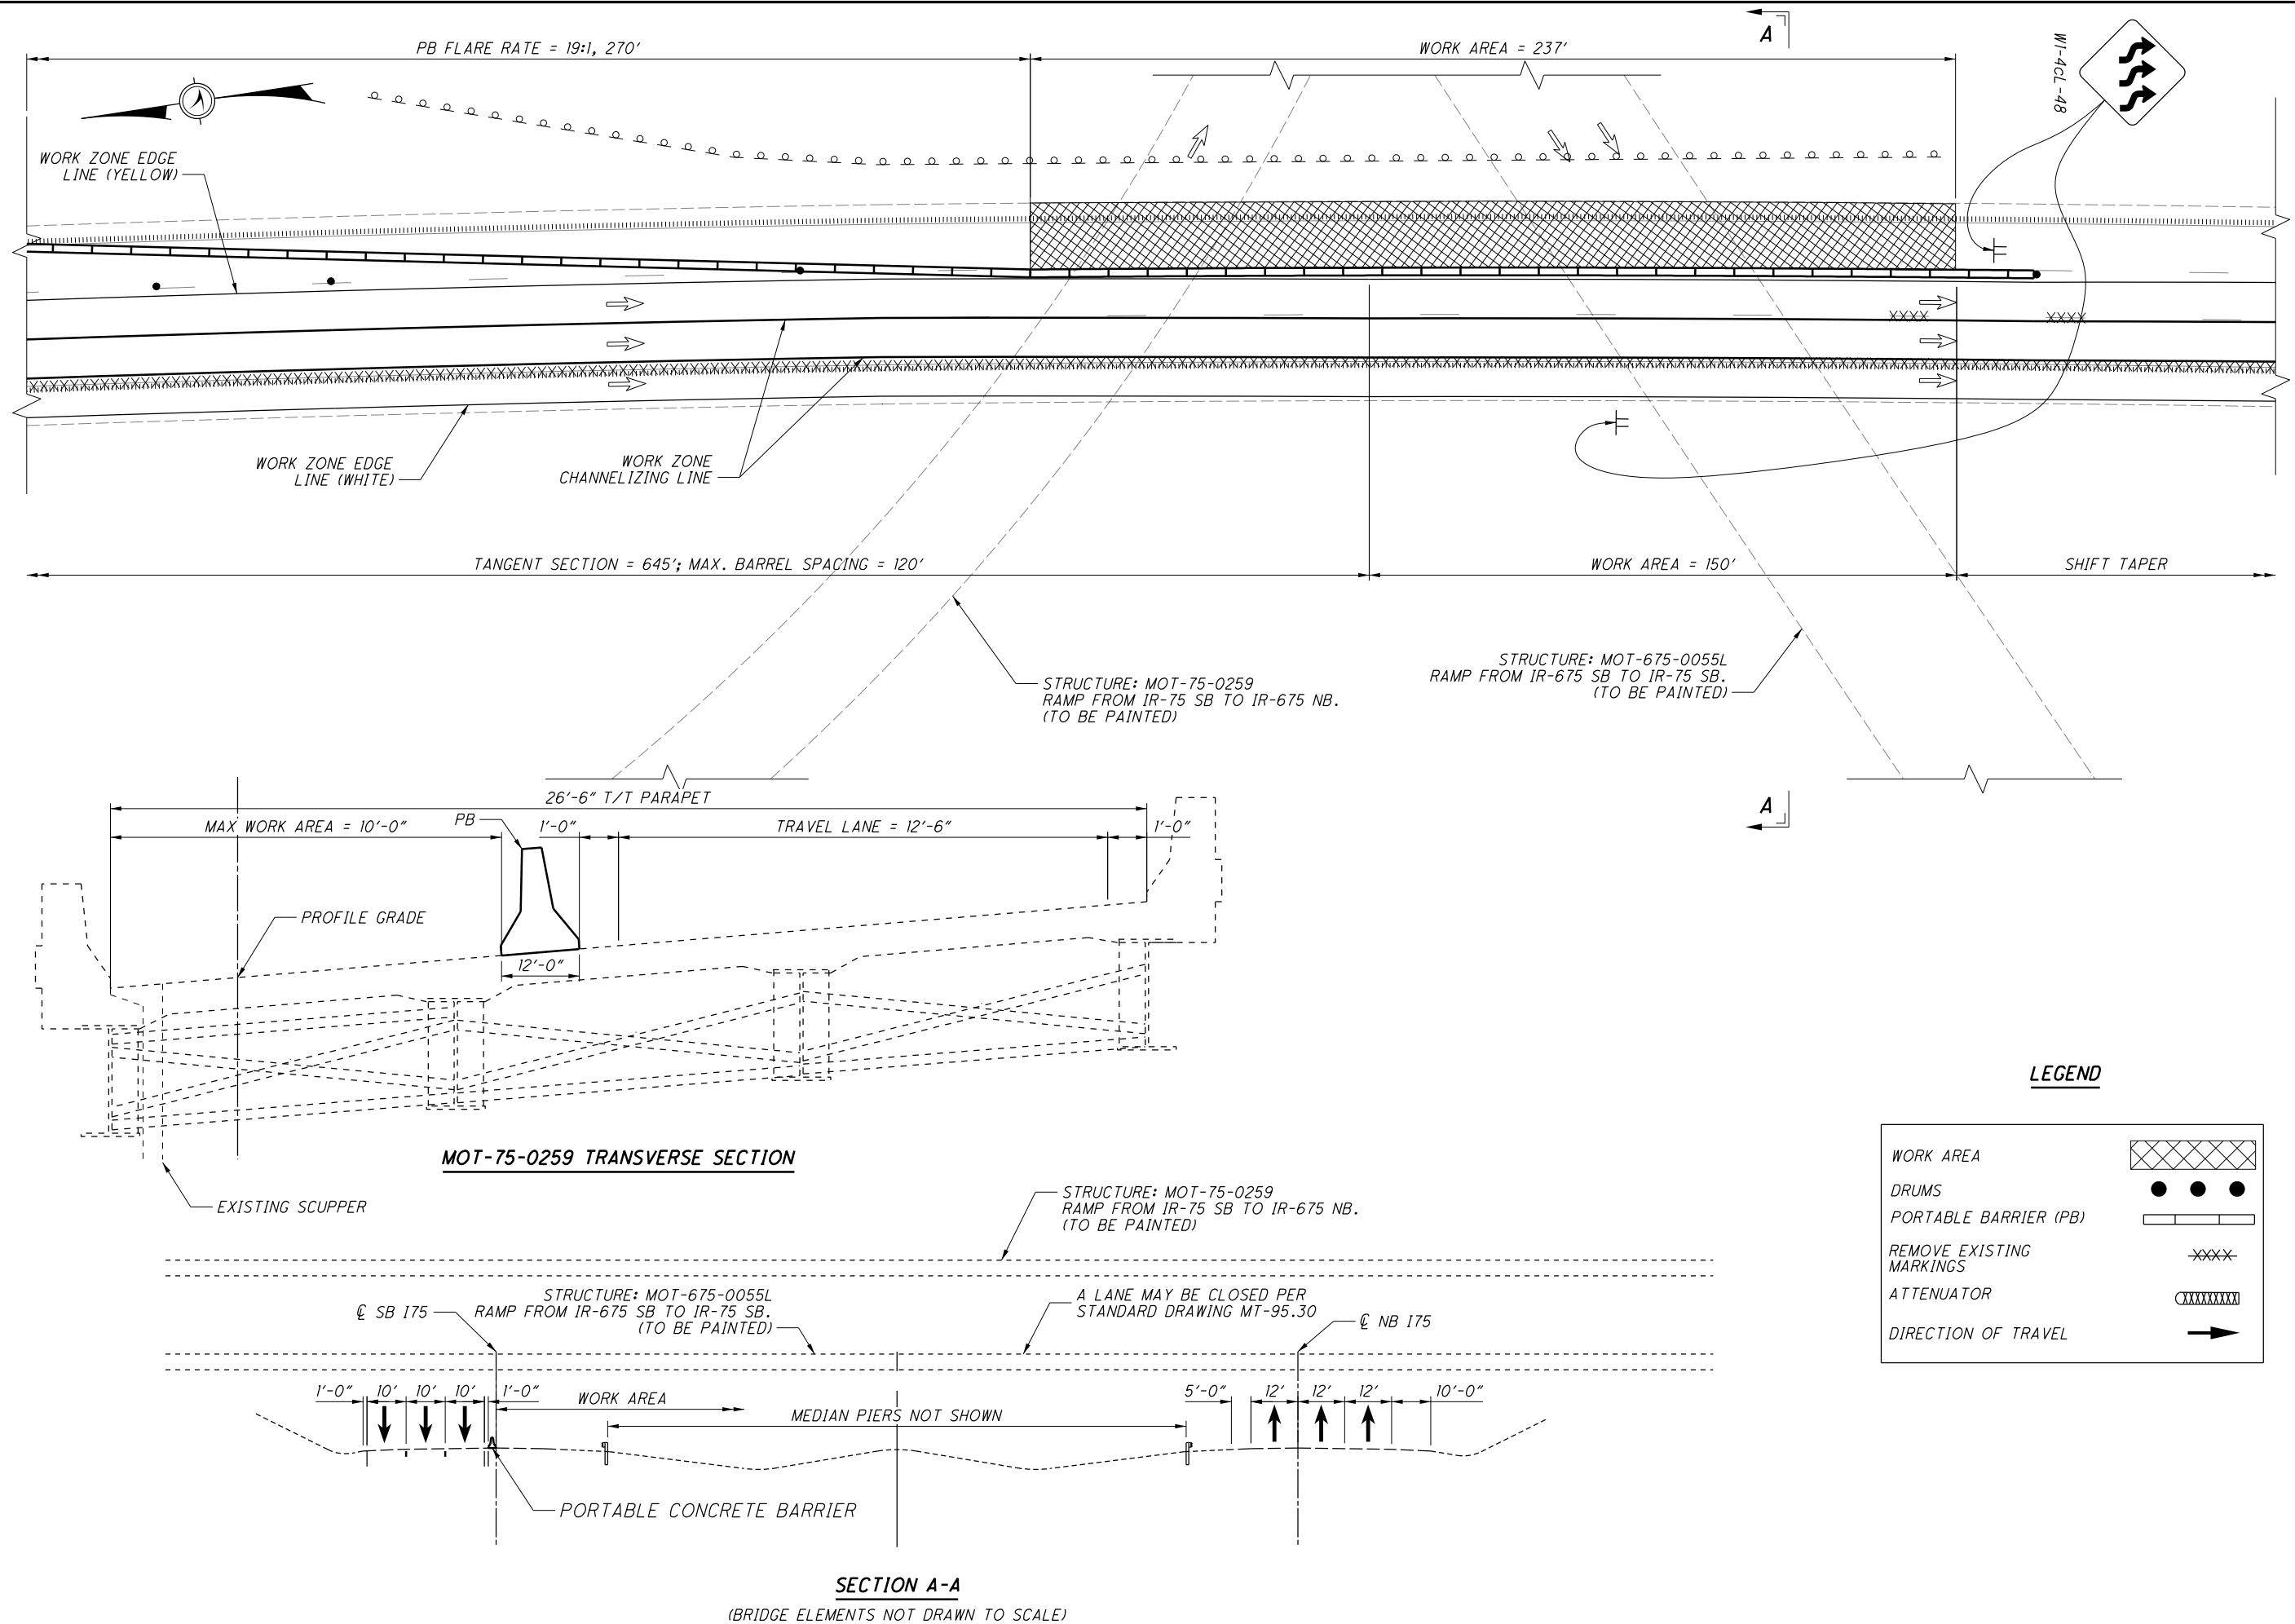 A
PB FLARE RATE = 19:1, 270'
WORK AREA = 237'
W1-4cL-48
WORK ZONE EDGE
LINE (YELLOW)
WORK ZONE EDGE
LINE (WHITE)
WORK ZONE
CHANNELIZING LINE
TANGENT SECTION = 645'; MAX. BARREL SPACING = 120'
WORK AREA = 150'
SHIFT TAPER
STRUCTURE: MOT-75-0259
RAMP FROM IR-75 SB TO IR-675 NB.
(TO BE PAINTED)
STRUCTURE: MOT-675-0055L
RAMP FROM IR-675 SB TO IR-75 SB.
(TO BE PAINTED)
A
26'-6" T/T PARAPET
MAX WORK AREA = 10'-0"
PB
1'-0"
TRAVEL LANE = 12'-6"
1'-0"
PROFILE GRADE
12'-0"
MOT-75-0259 TRANSVERSE SECTION
EXISTING SCUPPER
LEGEND
WORK AREA
DRUMS
PORTABLE BARRIER (PB)
REMOVE EXISTING
MARKINGS
ATTENUATOR
DIRECTION OF TRAVEL
STRUCTURE: MOT-75-0259
RAMP FROM IR-75 SB TO IR-675 NB.
(TO BE PAINTED)
STRUCTURE: MOT-675-0055L
RAMP FROM IR-675 SB TO IR-75 SB.
(TO BE PAINTED)
℄ SB I75
A LANE MAY BE CLOSED PER
STANDARD DRAWING MT-95.30
℄ NB I75
1'-0" 10' 10' 10' 1'-0"
WORK AREA
MEDIAN PIERS NOT SHOWN
5'-0" 12' 12' 12' 10'-0"
PORTABLE CONCRETE BARRIER
SECTION A-A
(BRIDGE ELEMENTS NOT DRAWN TO SCALE)